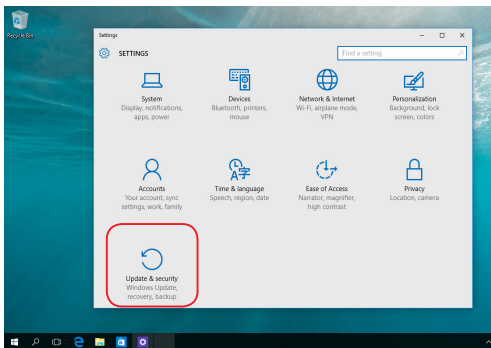 Recycle Bin
Settings
SETTINGS
Find a setting
System
Display, notifications,
apps, power
Devices
Bluetooth, printers,
mouse
Network & Internet
Wi-Fi, airplane mode,
VPN
Personalization
Background, lock
screen, colors
Accounts
Your account, sync
settings, work, family
Time & language
Speech, region, date
Ease of Access
Narrator, magnifier,
high contrast
Privacy
Location, camera
Update & security
Windows Update,
recovery, backup